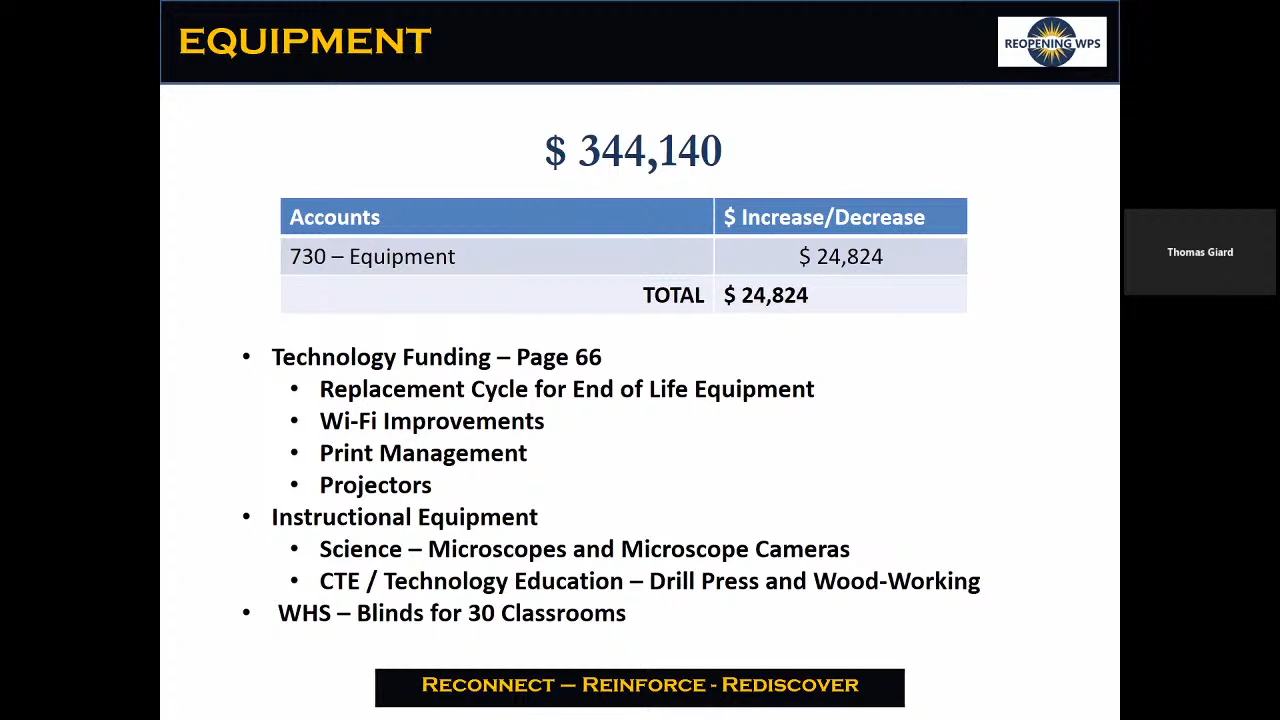 EQUIPMENT
REOPENING WPS
$ 344,140
Accounts $ Increase/Decrease
730 – Equipment $ 24,824
TOTAL $ 24,824
Thomas Giard
• Technology Funding – Page 66
• Replacement Cycle for End of Life Equipment
• Wi-Fi Improvements
• Print Management
• Projectors
• Instructional Equipment
• Science – Microscopes and Microscope Cameras
• CTE / Technology Education – Drill Press and Wood-Working
• WHS – Blinds for 30 Classrooms
RECONNECT – REINFORCE - REDISCOVER